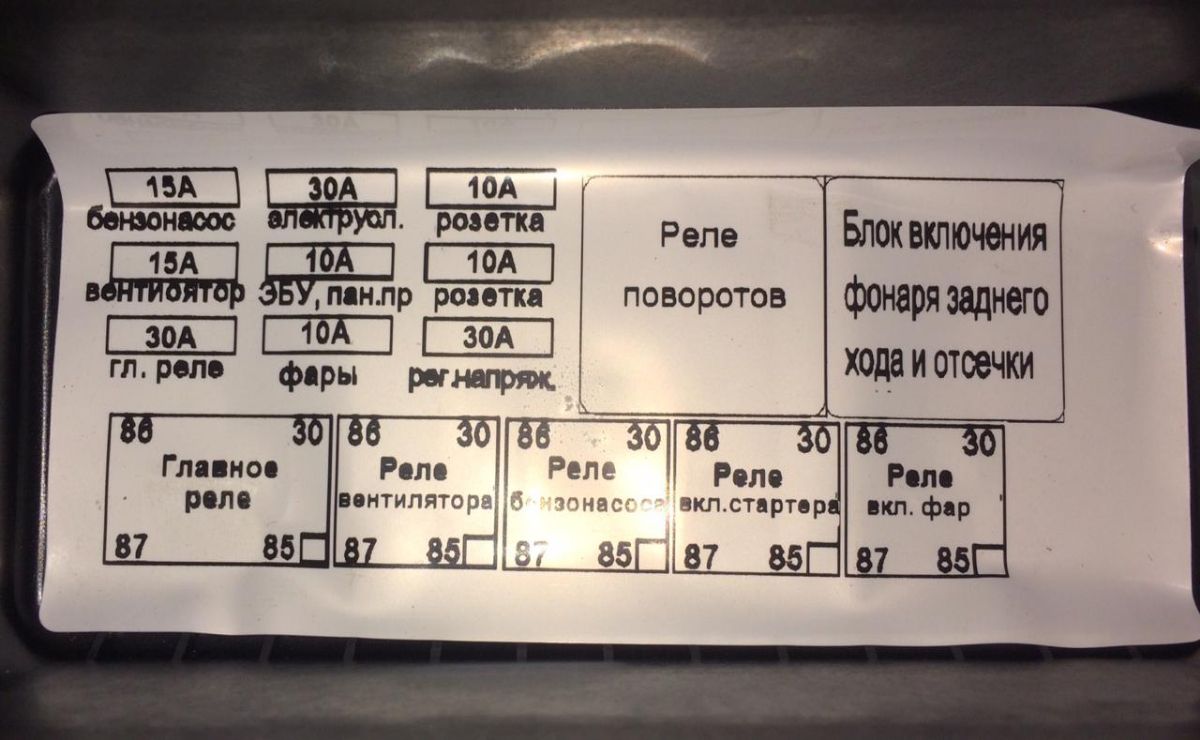 15А 30А 10А
бензонасос электруол. розетка
15А 10А 10А
вентиоятор ЭБУ, пан.пр розетка
30А 10А 30А
гл. реле фары рег.напряж.
Реле
поворотов
Блок включения
фонаря заднего
хода и отсечки
86 30
Главное
реле
87 85
86 30
Реле
вентилятора
87 85
86 30
Реле
бензонасоса
87 85
86 30
Реле
вкл.стартера
87 85
86 30
Реле
вкл. фар
87 85